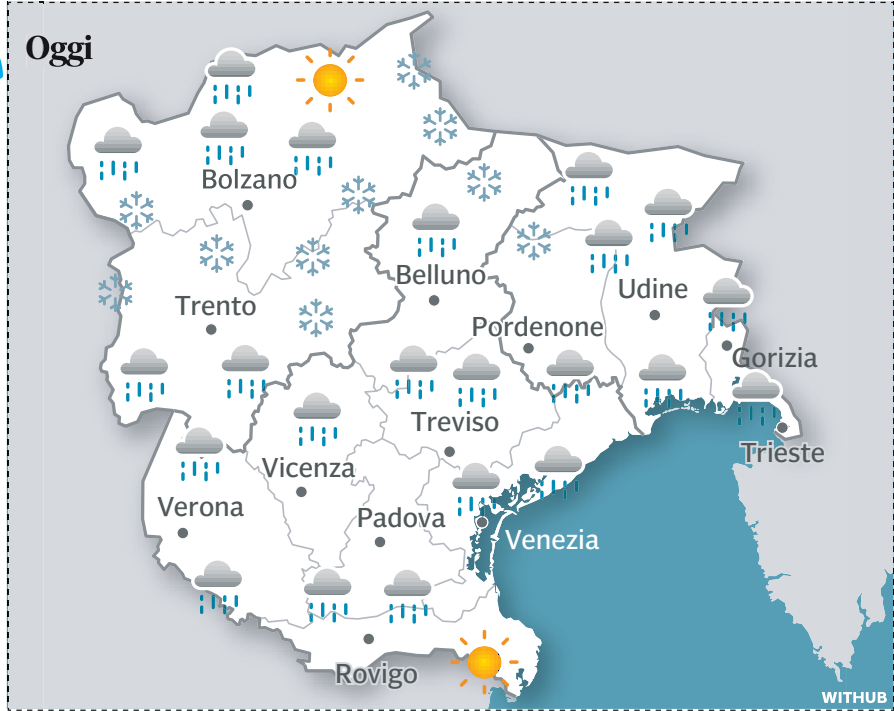 Oggi
Bolzano
Belluno
Trento
Udine
Pordenone
Gorizia
Treviso
Trieste
Vicenza
Verona
Padova
Venezia
Rovigo
WITHUB